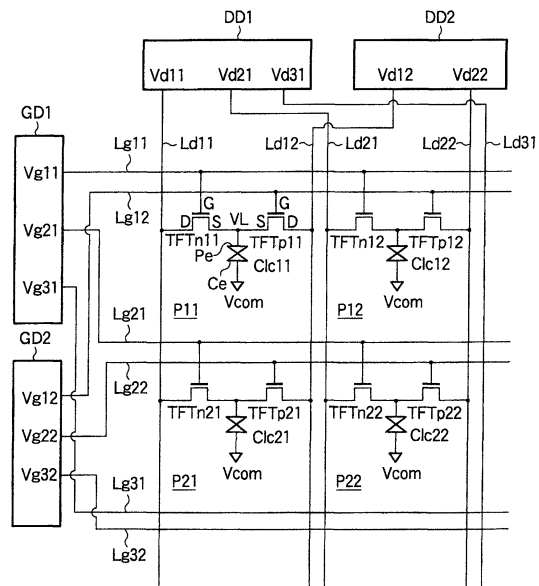 DD1 DD2
Vd11 Vd21 Vd31 Vd12 Vd22
GD1
Lg11 Ld11 Ld12 Ld21 Ld22 Ld31
Vg11
Lg12
G G
D S VL S D
TFTn11 TFTp11 TFTn12 TFTp12
Pe
Clc11 Clc12
Ce
Vcom Vcom
P11 P12
Vg21
Vg31
Lg21
GD2
Lg22
Vg12
TFTn21 TFTp21 TFTn22 TFTp22
Clc21 Clc22
Vg22
Vcom Vcom
Vg32
P21 P22
Lg31
Lg32